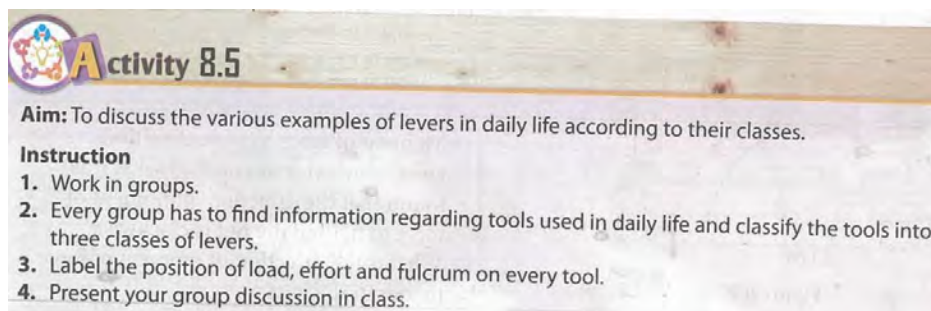 Activity 8.5
Aim: To discuss the various examples of levers in daily life according to their classes.
Instruction
1. Work in groups.
2. Every group has to find information regarding tools used in daily life and classify the tools into
three classes of levers.
3. Label the position of load, effort and fulcrum on every tool.
4. Present your group discussion in class.